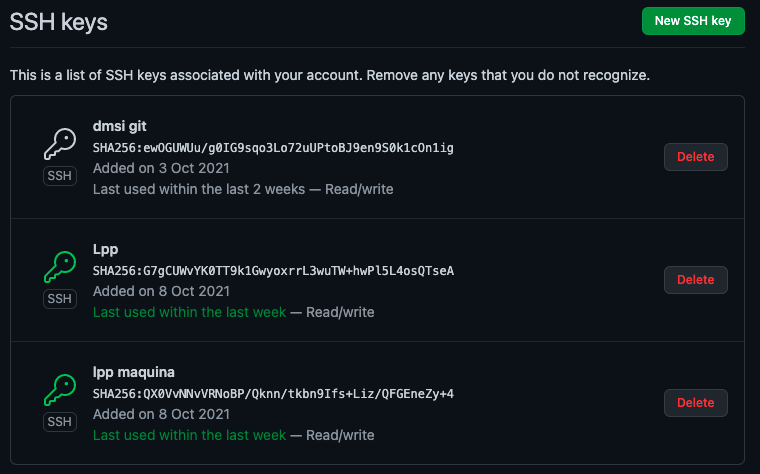 SSH keys
New SSH key
This is a list of SSH keys associated with your account. Remove any keys that you do not recognize.
dmsi git
SHA256:ewOGUWUu/g0IG9sqo3Lo72uUPtoBJ9en9S0k1cOn1ig
Added on 3 Oct 2021
Last used within the last 2 weeks — Read/write
SSH
Delete
Lpp
SHA256:G7gCUWvYK0TT9k1GwyoxrrL3wuTW+hwPl5L4osQTseA
Added on 8 Oct 2021
Last used within the last week — Read/write
SSH
Delete
lpp maquina
SHA256:QX0VvNNvVRNoBP/Qknn/tkbn9Ifs+Liz/QFGEneZy+4
Added on 8 Oct 2021
Last used within the last week — Read/write
SSH
Delete